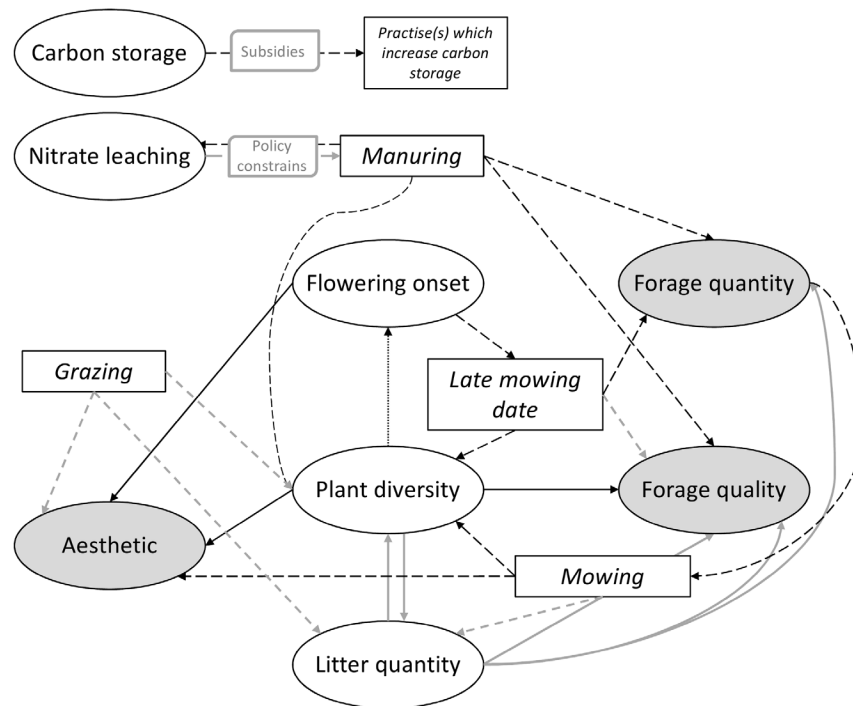 Carbon storage
Subsidies
Practise(s) which
increase carbon
storage
Nitrate leaching
Policy
constrains
Manuring
Flowering onset
Forage quantity
Grazing
Late mowing
date
Plant diversity
Forage quality
Aesthetic
Mowing
Litter quantity